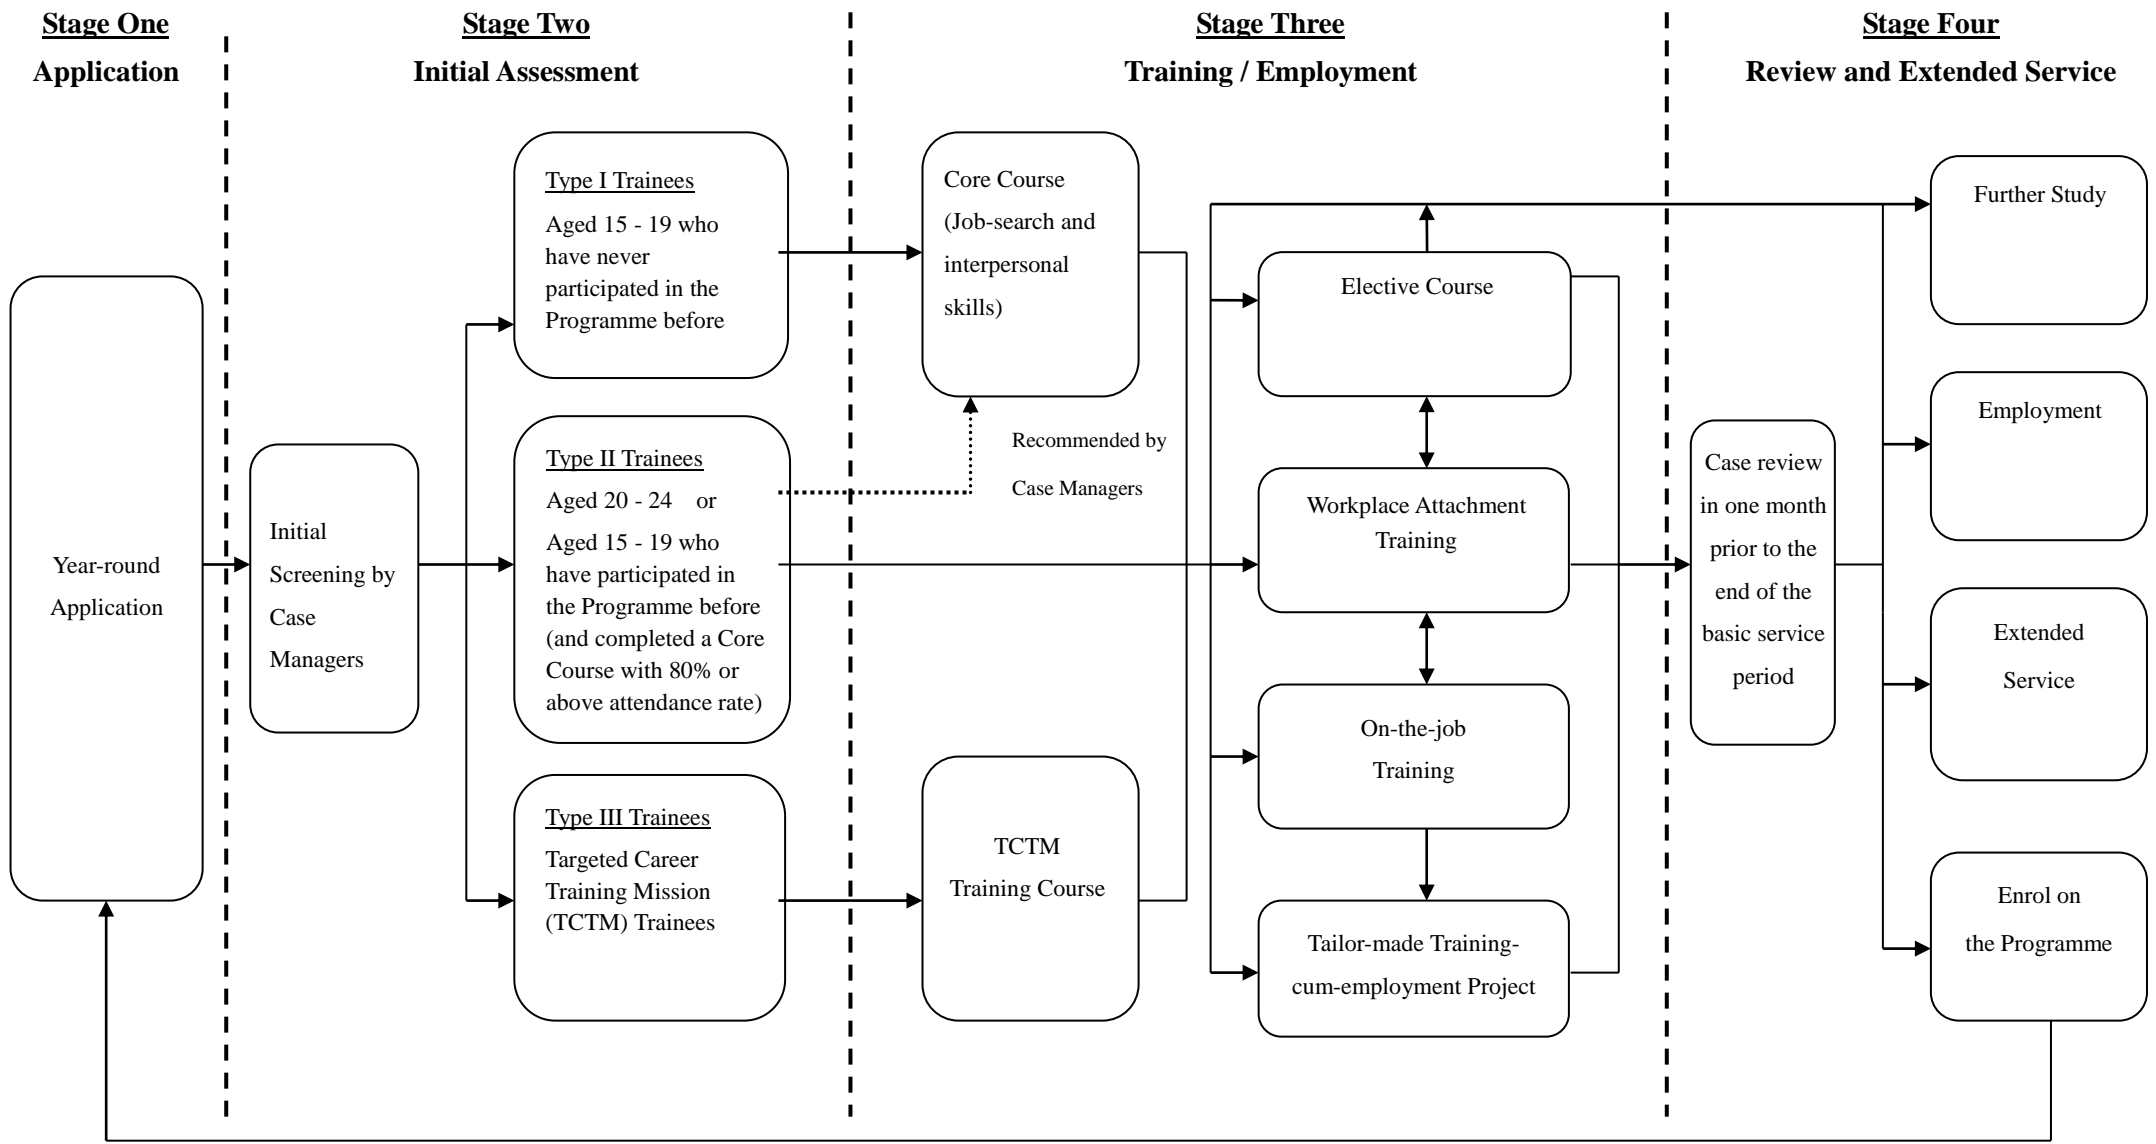 Stage One
Application
Stage Two
Initial Assessment
Stage Three
Training / Employment
Stage Four
Review and Extended Service
Year-round
Application
Initial
Screening by
Case
Managers
Type I Trainees
Aged 15 - 19 who
have never
participated in the
Programme before
Type II Trainees
Aged 20 - 24 or
Aged 15 - 19 who
have participated in
the Programme before
(and completed a Core
Course with 80% or
above attendance rate)
Type III Trainees
Targeted Career
Training Mission
(TCTM) Trainees
Core Course
(Job-search and
interpersonal
skills)
Recommended by
Case Managers
TCTM
Training Course
Elective Course
Workplace Attachment
Training
On-the-job
Training
Tailor-made Training-
cum-employment Project
Case review
in one month
prior to the
end of the
basic service
period
Further Study
Employment
Extended
Service
Enrol on
the Programme